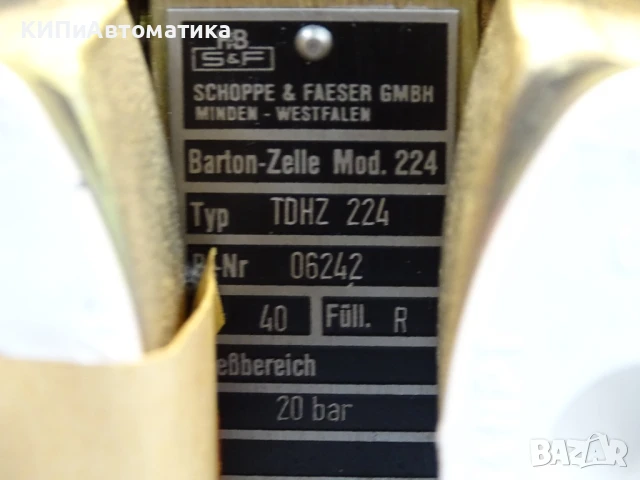 КИПиАвтоматика
H&B
S&F
SCHOPPE & FAESER GMBH
MINDEN - WESTFALEN
Barton-Zelle Mod. 224
Typ TDHZ 224
-Nr 06242
40 Füll. R
eßbereich
20 bar
BAZAR